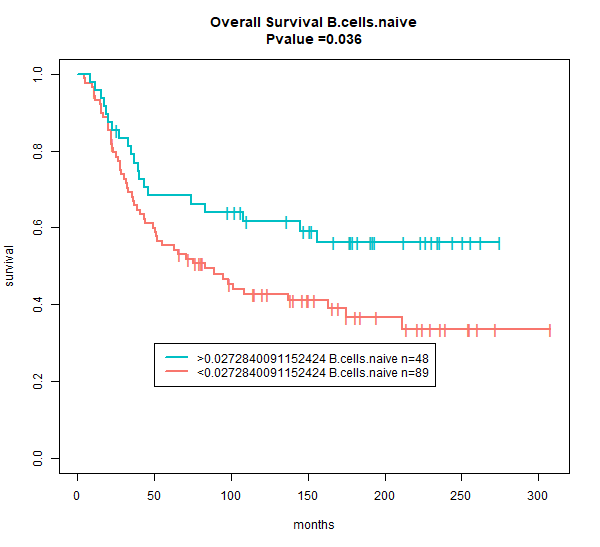 Overall Survival B.cells.naive
Pvalue =0.036
survival
1.0
0.8
0.6
0.4
0.2
0.0
>0.0272840091152424 B.cells.naive n=48
<0.0272840091152424 B.cells.naive n=89
0 50 100 150 200 250 300
months